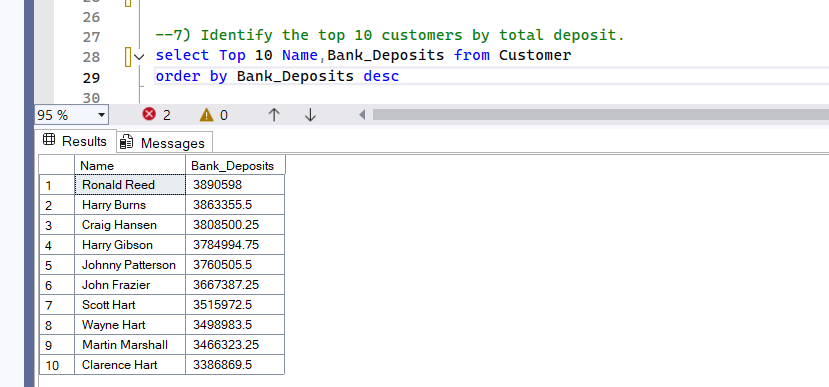 26
27 --7) Identify the top 10 customers by total deposit.
28 select Top 10 Name,Bank_Deposits from Customer
29 order by Bank_Deposits desc
30
95 % 2 0
Results Messages
Name Bank_Deposits
1 Ronald Reed 3890598
2 Harry Burns 3863355.5
3 Craig Hansen 3808500.25
4 Harry Gibson 3784994.75
5 Johnny Patterson 3760505.5
6 John Frazier 3667387.25
7 Scott Hart 3515972.5
8 Wayne Hart 3498983.5
9 Martin Marshall 3466323.25
10 Clarence Hart 3386869.5